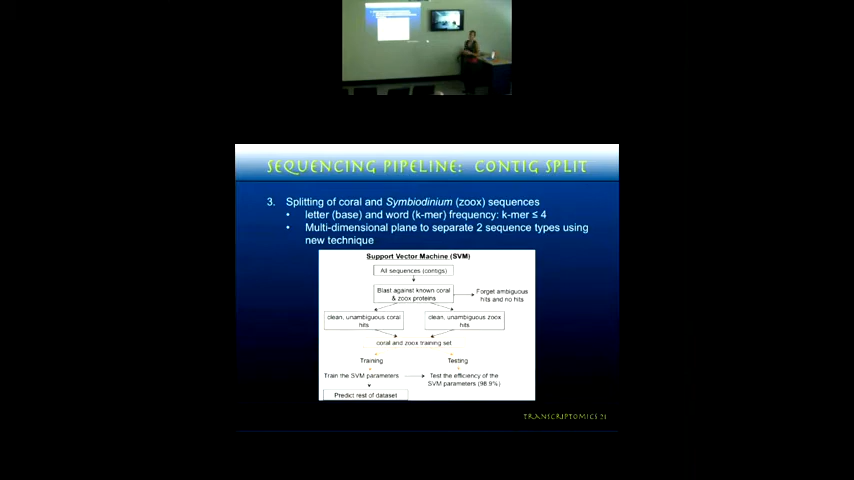 SEQUENCING PIPELINE: CONTIG SPLIT
3. Splitting of coral and Symbiodinium (zoox) sequences
• letter (base) and word (k-mer) frequency: k-mer ≤ 4
• Multi-dimensional plane to separate 2 sequence types using
new technique
Support Vector Machine (SVM)
All sequences (contigs)
Blast against known coral
& zoox proteins
Forget ambiguous
hits and no hits
clean, unambiguous coral
hits
clean, unambiguous zoox
hits
coral and zoox training set
Training
Testing
Train the SVM parameters
Test the efficiency of the
SVM parameters (98.9%)
Predict rest of dataset
TRANSCRIPTOMICS 21